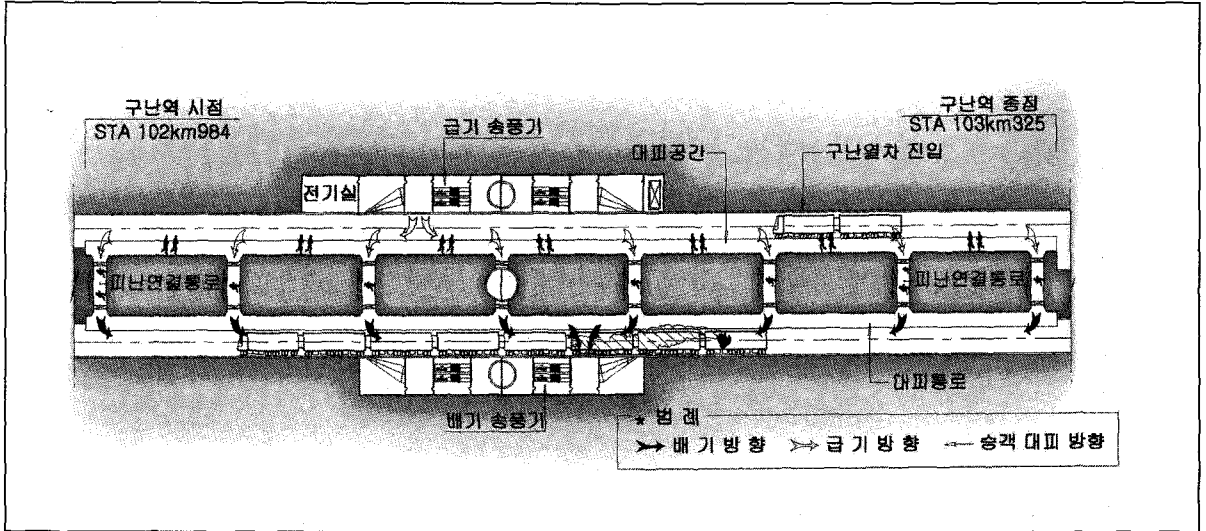 구난역 시점
STA 102km984
구난역 종점
STA 103km325
급기 송풍기
대피공간
구난열차 진입
전기실
피난연결통로
피난연결통로
대피통로
배기 송풍기
* 범 례
배 기 방 향
급 기 방 향
승객 대피 방향